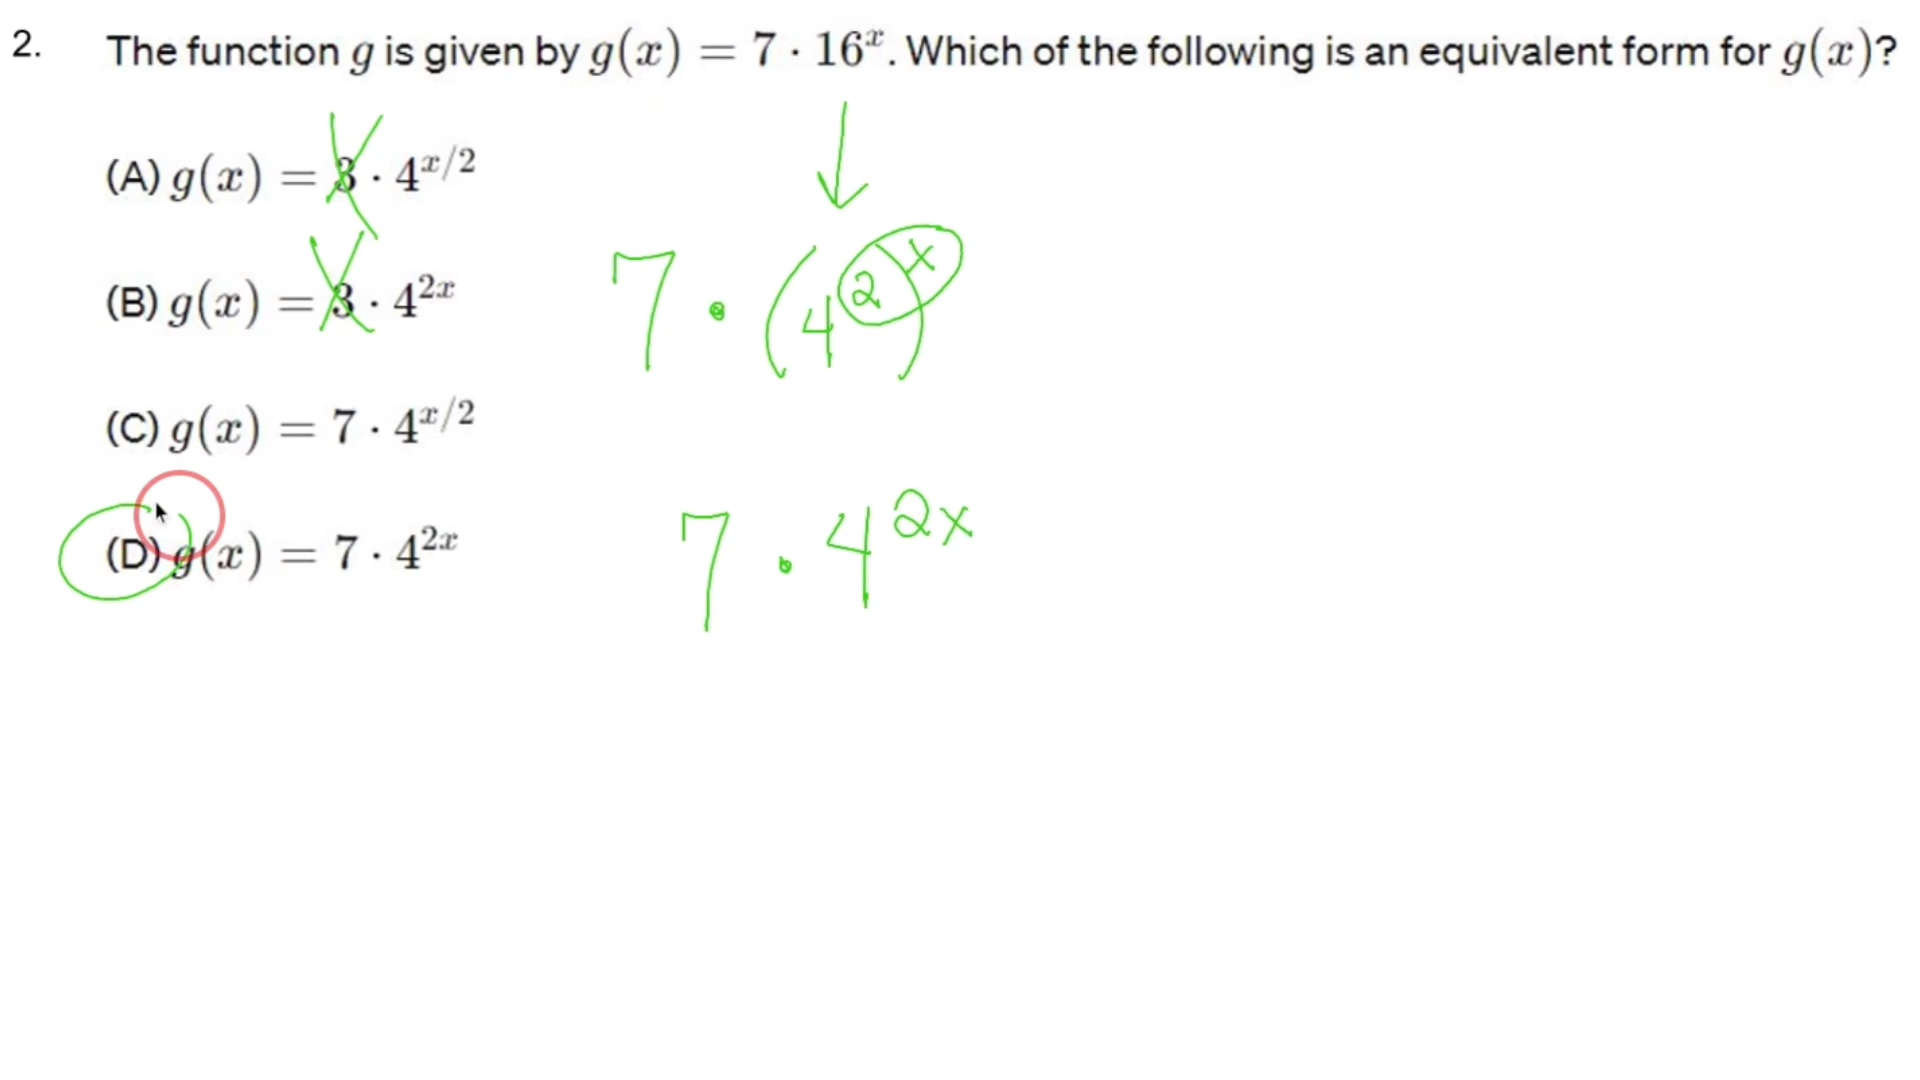 2. The function g is given by g(x) = 7 · 16^x. Which of the following is an equivalent form for g(x)?
(A) g(x) = 3 · 4^{x/2}
(B) g(x) = 3 · 4^{2x}
7 · (4^2)^x
(C) g(x) = 7 · 4^{x/2}
(D) g(x) = 7 · 4^{2x}
7 · 4^{2x}